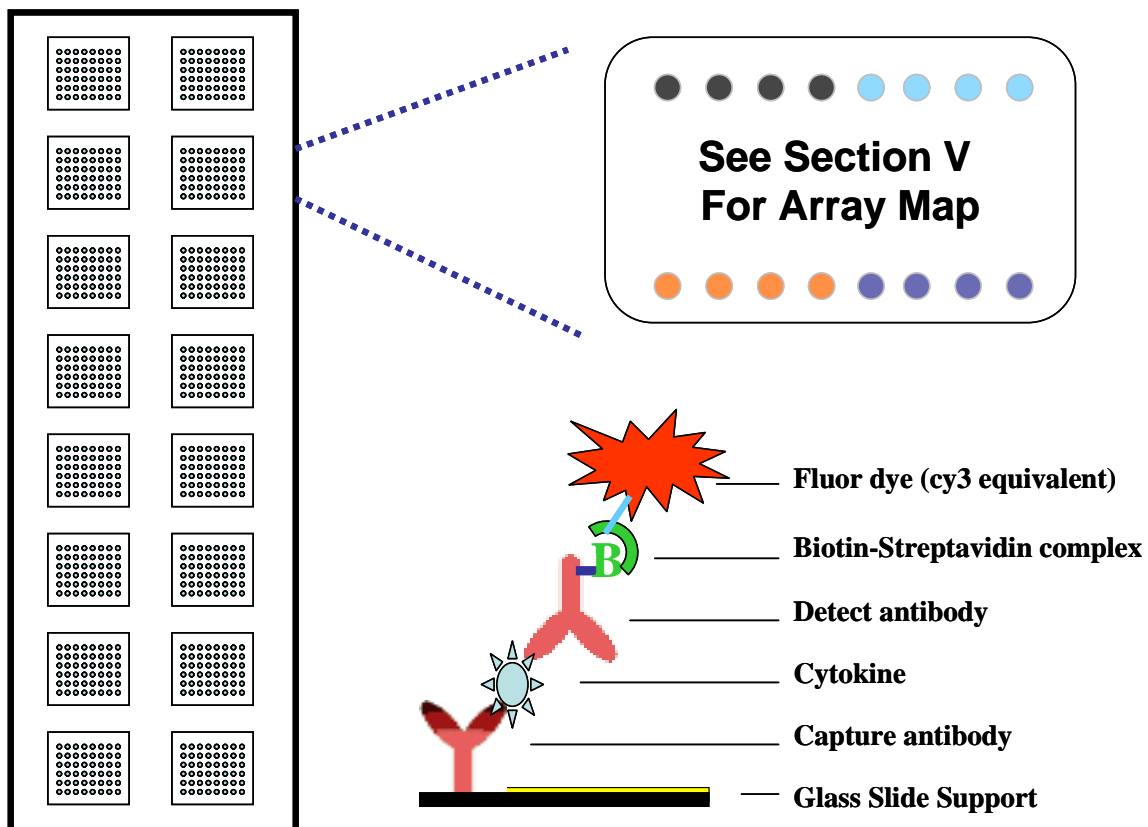 See Section V
For Array Map
Fluor dye (cy3 equivalent)
Biotin-Streptavidin complex
B
Detect antibody
Cytokine
Capture antibody
Glass Slide Support